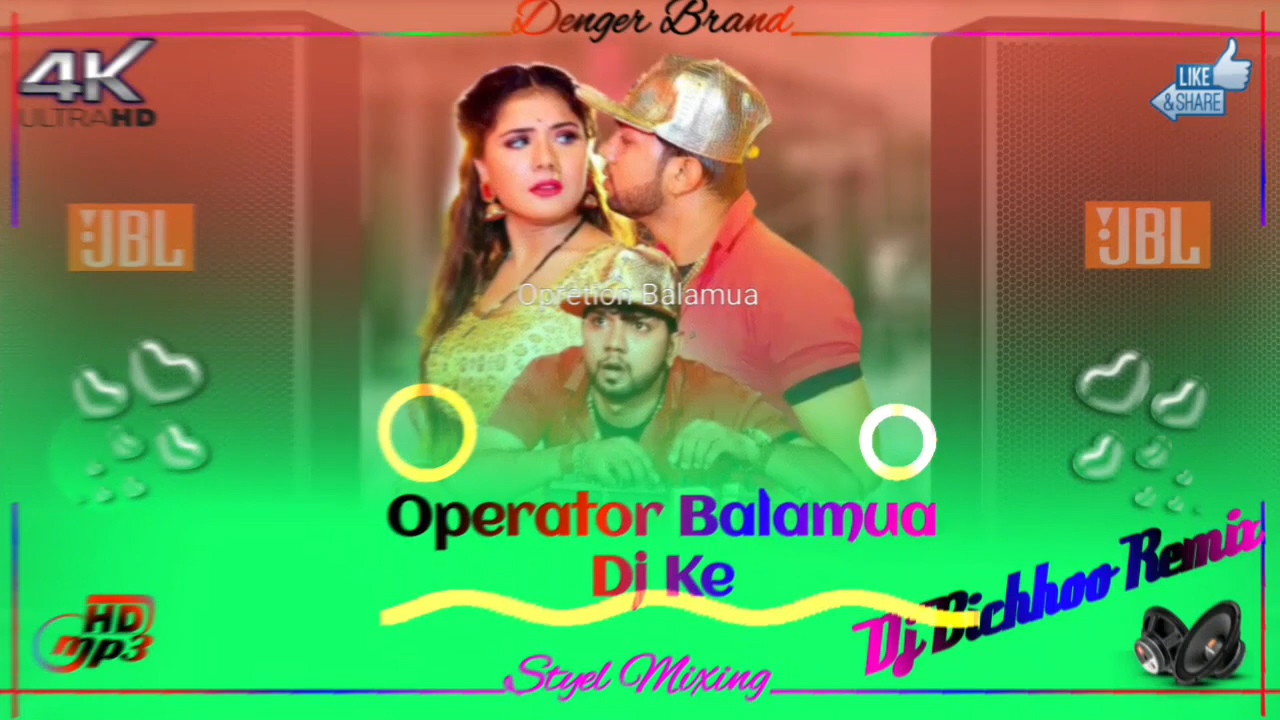 Denger Brand
4K
ULTRAHD
LIKE
& SHARE
JBL
JBL
Opretion Balamua
Operator Balamua
Dj Ke
Dj Bichhoo Remix
HD
mp3
Styel Mixing